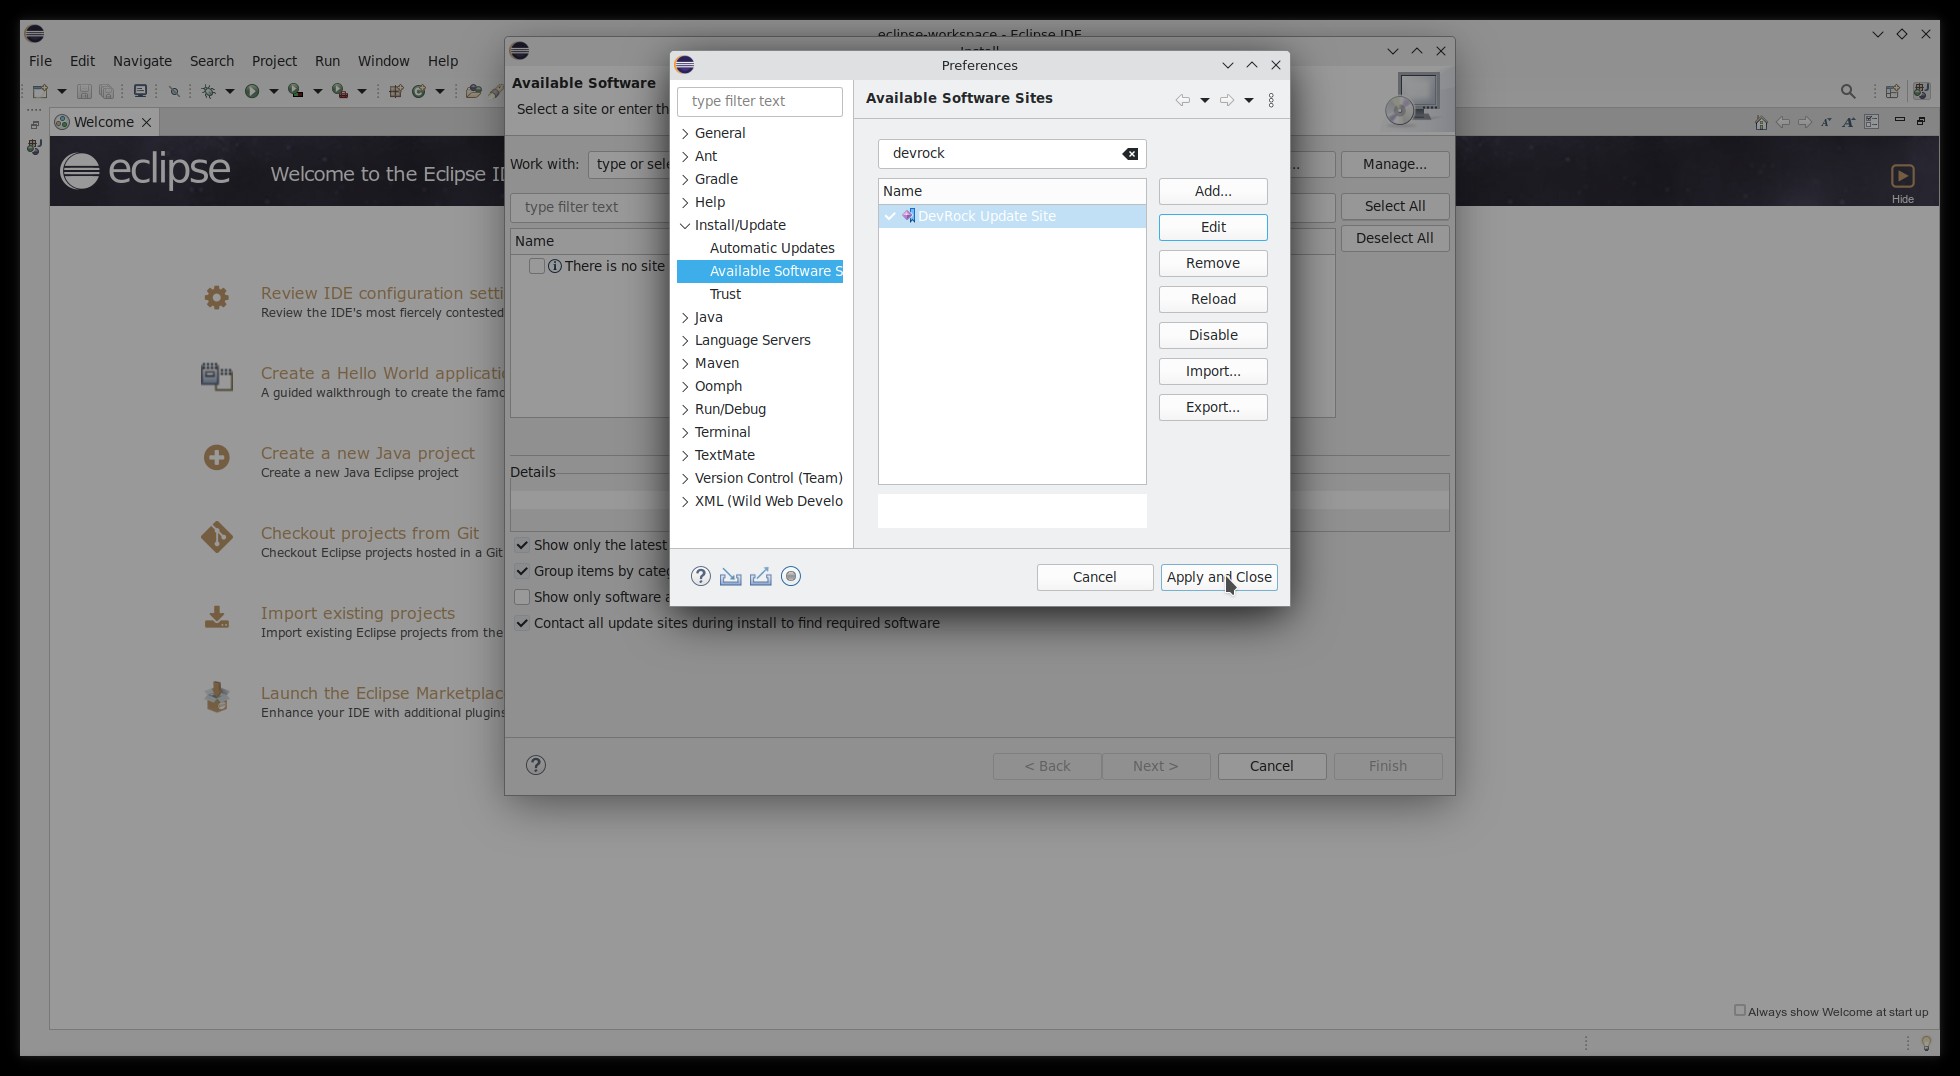 eclipse-workspace - Eclipse IDE
File Edit Navigate Search Project Run Window Help
Install
Preferences
Available Software
Select a site or enter th
type filter text
Available Software Sites
Welcome
eclipse
Welcome to the Eclipse I
Hide
Work with:
type or sele
Manage...
type filter text
Select All
Deselect All
Name
There is no site
General
Ant
Gradle
Help
Install/Update
Automatic Updates
Available Software S
Trust
Java
Language Servers
Maven
Oomph
Run/Debug
Terminal
TextMate
Version Control (Team)
XML (Wild Web Develo
devrock
Name
DevRock Update Site
Add...
Edit
Remove
Reload
Disable
Import...
Export...
Cancel
Apply and Close
Review IDE configuration setti
Review the IDE's most fiercely contested
Create a Hello World applicati
A guided walkthrough to create the famo
Create a new Java project
Create a new Java Eclipse project
Checkout projects from Git
Checkout Eclipse projects hosted in a Git
Import existing projects
Import existing Eclipse projects from the
Launch the Eclipse Marketplac
Enhance your IDE with additional plugins
Details
Show only the latest
Group items by categ
Show only software a
Contact all update sites during install to find required software
< Back
Next >
Cancel
Finish
Always show Welcome at start up